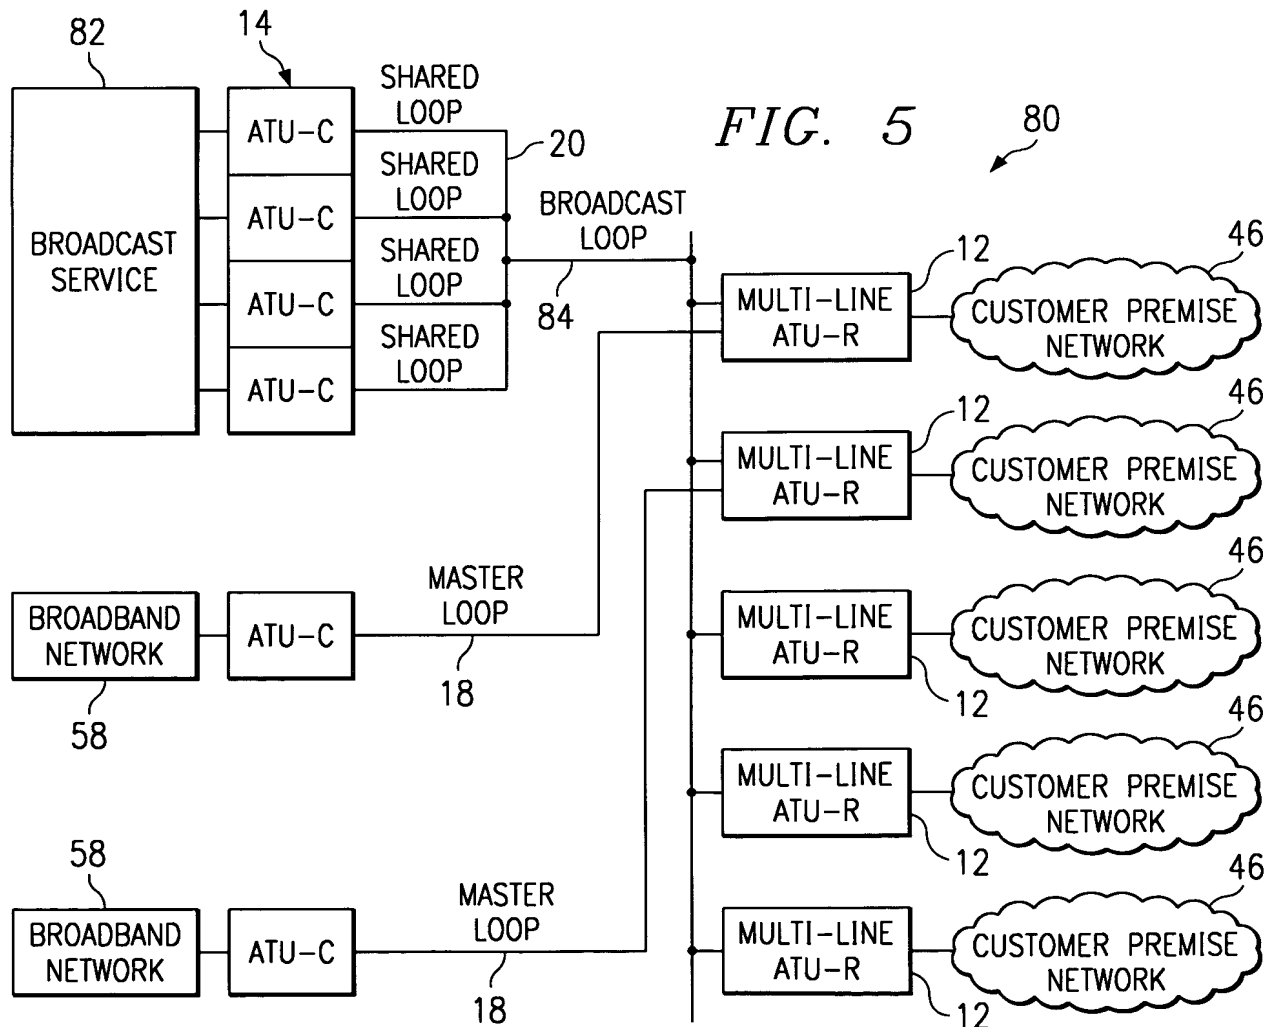 82
14
FIG. 5
80
BROADCAST
SERVICE
ATU-C
ATU-C
ATU-C
ATU-C
SHARED
LOOP
SHARED
LOOP
SHARED
LOOP
SHARED
LOOP
20
BROADCAST
LOOP
84
MULTI-LINE
ATU-R
12
CUSTOMER PREMISE
NETWORK
46
MULTI-LINE
ATU-R
12
CUSTOMER PREMISE
NETWORK
46
BROADBAND
NETWORK
58
ATU-C
MASTER
LOOP
18
MULTI-LINE
ATU-R
12
CUSTOMER PREMISE
NETWORK
46
MULTI-LINE
ATU-R
12
CUSTOMER PREMISE
NETWORK
46
58
BROADBAND
NETWORK
ATU-C
MASTER
LOOP
18
MULTI-LINE
ATU-R
12
CUSTOMER PREMISE
NETWORK
46